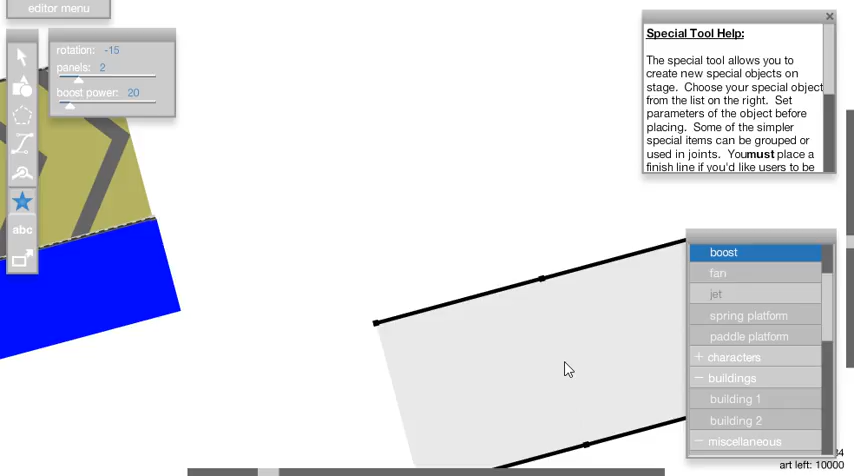 editor menu
rotation: -15
panels: 2
boost power: 20
abc
Special Tool Help:
The special tool allows you to
create new special objects on
stage. Choose your special object
from the list on the right. Set
parameters of the object before
placing. Some of the simpler
special items can be grouped or
used in joints. Youmust place a
finish line if you'd like users to be
boost
fan
jet
spring platform
paddle platform
+ characters
− buildings
building 1
building 2
− miscellaneous
art left: 10000